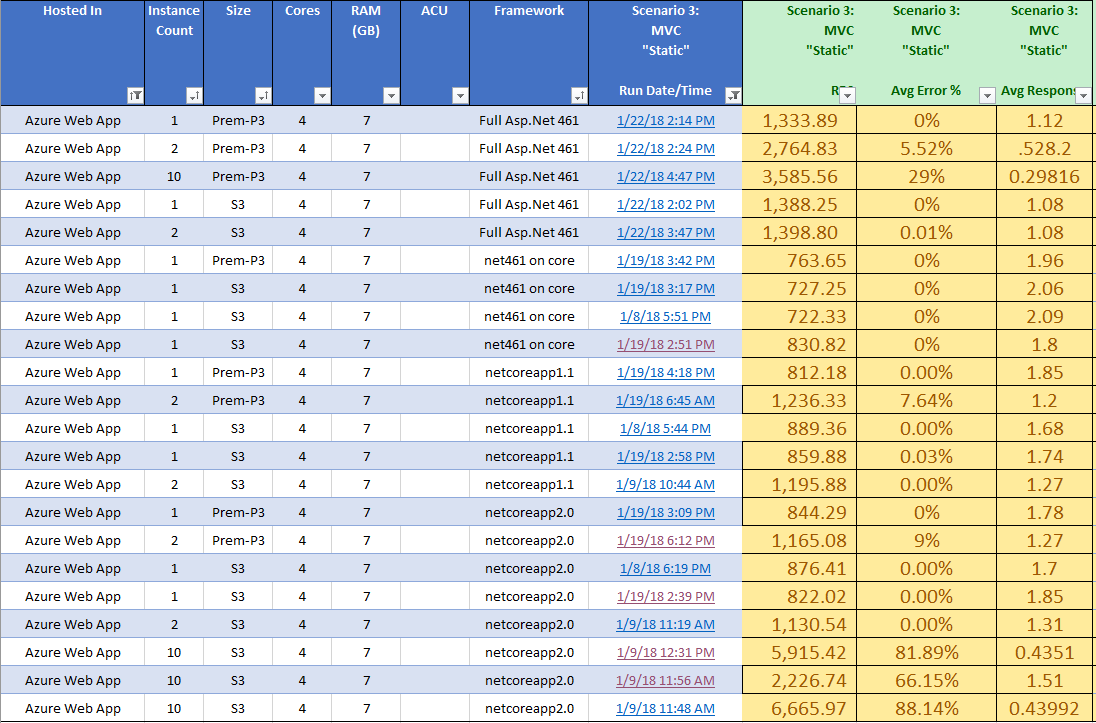 Hosted In Instance Size Cores RAM ACU Framework Scenario 3: Scenario 3: Scenario 3: Scenario 3:
Count (GB) MVC MVC MVC MVC
"Static" "Static" "Static" "Static"
Run Date/Time Avg Error % Avg Respons
Azure Web App 1 Prem-P3 4 7 Full Asp.Net 461 1/22/18 2:14 PM 1,333.89 0% 1.12
Azure Web App 2 Prem-P3 4 7 Full Asp.Net 461 1/22/18 2:24 PM 2,764.83 5.52% .528.2
Azure Web App 10 Prem-P3 4 7 Full Asp.Net 461 1/22/18 4:47 PM 3,585.56 29% 0.29816
Azure Web App 1 S3 4 7 Full Asp.Net 461 1/22/18 2:02 PM 1,388.25 0% 1.08
Azure Web App 2 S3 4 7 Full Asp.Net 461 1/22/18 3:47 PM 1,398.80 0.01% 1.08
Azure Web App 1 Prem-P3 4 7 net461 on core 1/19/18 3:42 PM 763.65 0% 1.96
Azure Web App 1 S3 4 7 net461 on core 1/19/18 3:17 PM 727.25 0% 2.06
Azure Web App 1 S3 4 7 net461 on core 1/8/18 5:51 PM 722.33 0% 2.09
Azure Web App 1 S3 4 7 net461 on core 1/19/18 2:51 PM 830.82 0% 1.8
Azure Web App 1 Prem-P3 4 7 netcoreapp1.1 1/19/18 4:18 PM 812.18 0.00% 1.85
Azure Web App 2 Prem-P3 4 7 netcoreapp1.1 1/19/18 6:45 AM 1,236.33 7.64% 1.2
Azure Web App 1 S3 4 7 netcoreapp1.1 1/8/18 5:44 PM 889.36 0.00% 1.68
Azure Web App 1 S3 4 7 netcoreapp1.1 1/19/18 2:58 PM 859.88 0.03% 1.74
Azure Web App 2 S3 4 7 netcoreapp1.1 1/9/18 10:44 AM 1,195.88 0.00% 1.27
Azure Web App 1 Prem-P3 4 7 netcoreapp2.0 1/19/18 3:09 PM 844.29 0% 1.78
Azure Web App 2 Prem-P3 4 7 netcoreapp2.0 1/19/18 6:12 PM 1,165.08 9% 1.27
Azure Web App 1 S3 4 7 netcoreapp2.0 1/8/18 6:19 PM 876.41 0.00% 1.7
Azure Web App 1 S3 4 7 netcoreapp2.0 1/19/18 2:39 PM 822.02 0.00% 1.85
Azure Web App 2 S3 4 7 netcoreapp2.0 1/9/18 11:19 AM 1,130.54 0.00% 1.31
Azure Web App 10 S3 4 7 netcoreapp2.0 1/9/18 12:31 PM 5,915.42 81.89% 0.4351
Azure Web App 10 S3 4 7 netcoreapp2.0 1/9/18 11:56 AM 2,226.74 66.15% 1.51
Azure Web App 10 S3 4 7 netcoreapp2.0 1/9/18 11:48 AM 6,665.97 88.14% 0.43992